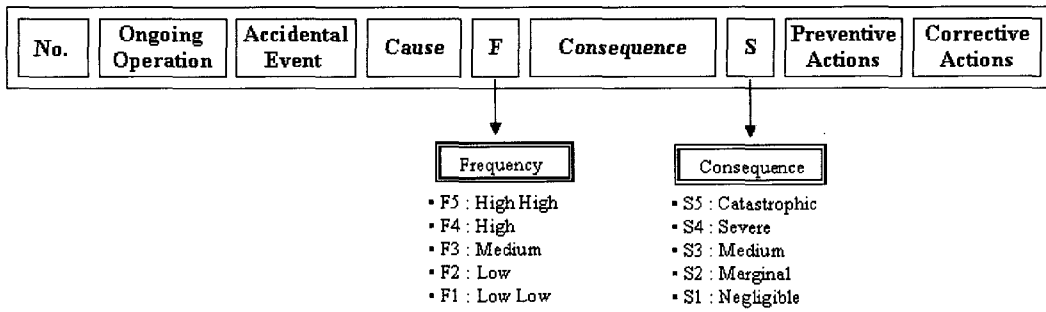 No.
Ongoing
Operation
Accidental
Event
Cause
F
Consequence
S
Preventive
Actions
Corrective
Actions
Frequency
▪ F5 : High High
▪ F4 : High
▪ F3 : Medium
▪ F2 : Low
▪ F1 : Low Low
Consequence
▪ S5 : Catastrophic
▪ S4 : Severe
▪ S3 : Medium
▪ S2 : Marginal
▪ S1 : Negligible